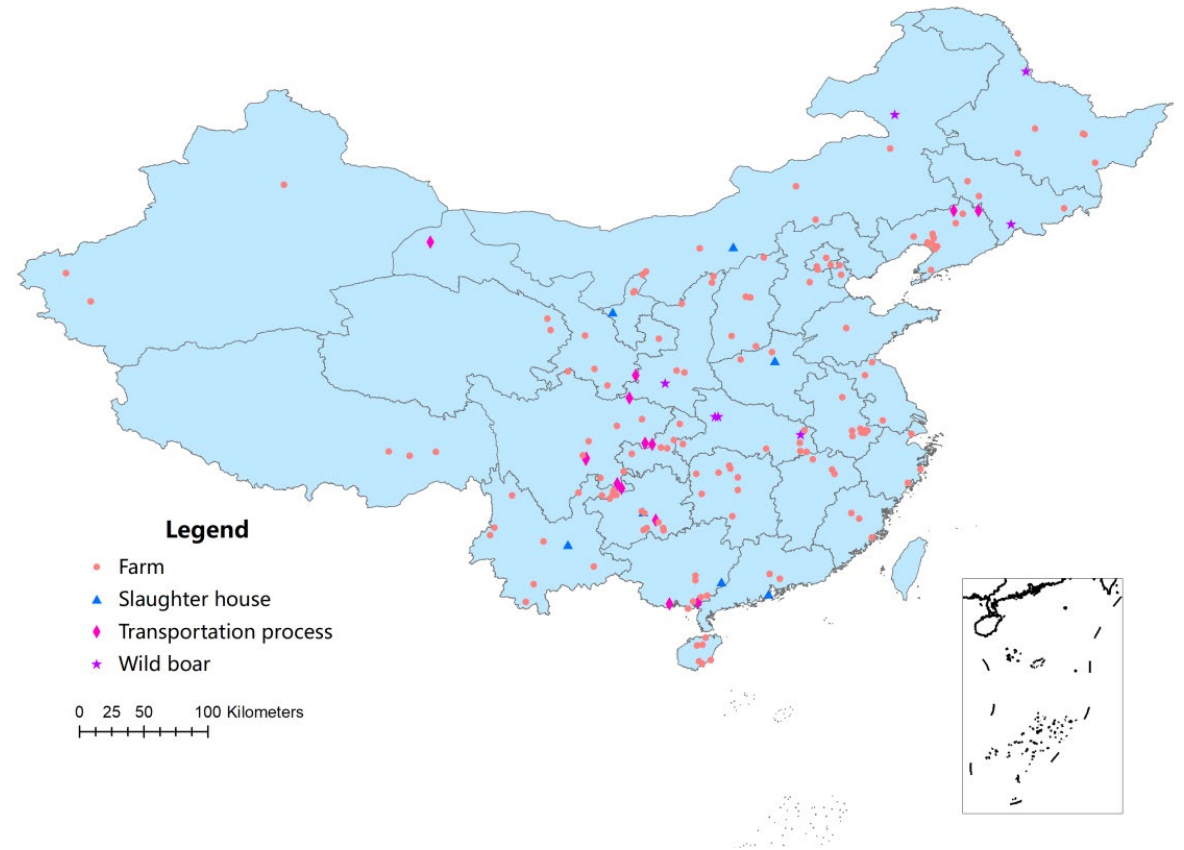 Legend
Farm
Slaughter house
Transportation process
Wild boar
0 25 50 100 Kilometers